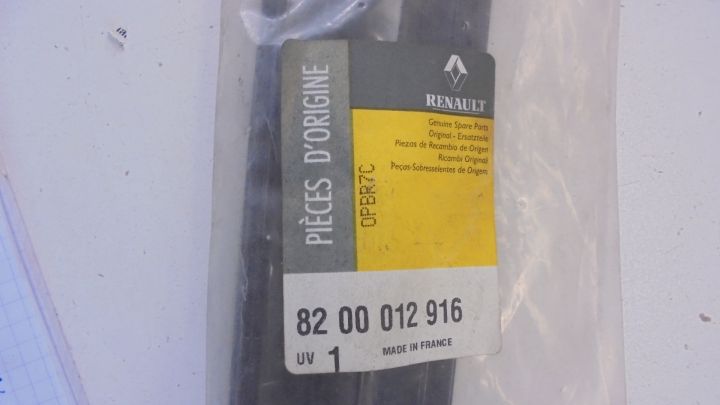 PIÈCES D'ORIGINE
RENAULT
Genuine Spare Parts
Original - Ersatzteile
Piezas de Recambio de Origen
Ricambi Originali
Peças-Sobresselentes de Origem
OPBR7C
82 00 012 916
UV 1
MADE IN FRANCE